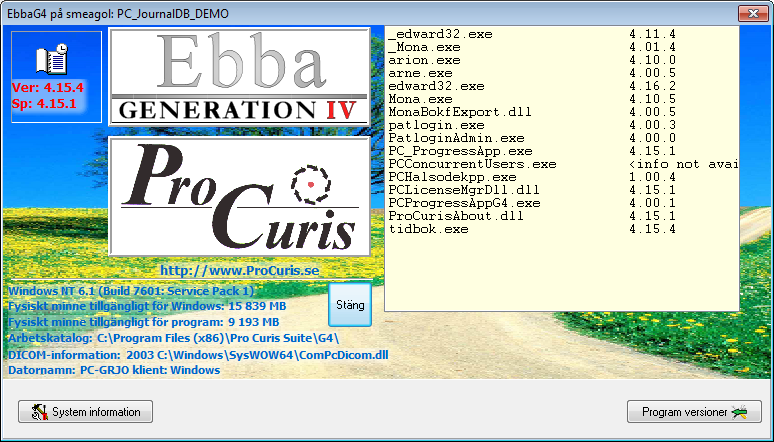 EbbaG4 på smeagol: PC_JournalDB_DEMO
Ver: 4.15.4
Sp: 4.15.1
Ebba
GENERATION IV
ProCuris
http://www.ProCuris.se
Windows NT 6.1 (Build 7601: Service Pack 1)
Fysiskt minne tillgängligt för Windows: 15 839 MB
Fysiskt minne tillgängligt för program: 9 193 MB
Arbetskatalog: C:\Program Files (x86)\Pro Curis Suite\G4\
DICOM-information: 2003 C:\Windows\SysWOW64\ComPcDicom.dll
Datornamn: PC-GRJO klient: Windows
Stäng
_edward32.exe 4.11.4
_Mona.exe 4.01.4
arion.exe 4.10.0
arne.exe 4.00.5
edward32.exe 4.16.2
Mona.exe 4.10.5
MonaBokfExport.dll 4.00.5
patlogin.exe 4.00.3
PatloginAdmin.exe 4.00.0
PC_ProgressApp.exe 4.15.1
PCConcurrentUsers.exe <info not avai
PCHalsodekpp.exe 1.00.4
PCLicenseMgrDll.dll 4.15.1
PCProgressAppG4.exe 4.00.1
ProCurisAbout.dll 4.15.1
tidbok.exe 4.15.4
System information
Program versioner